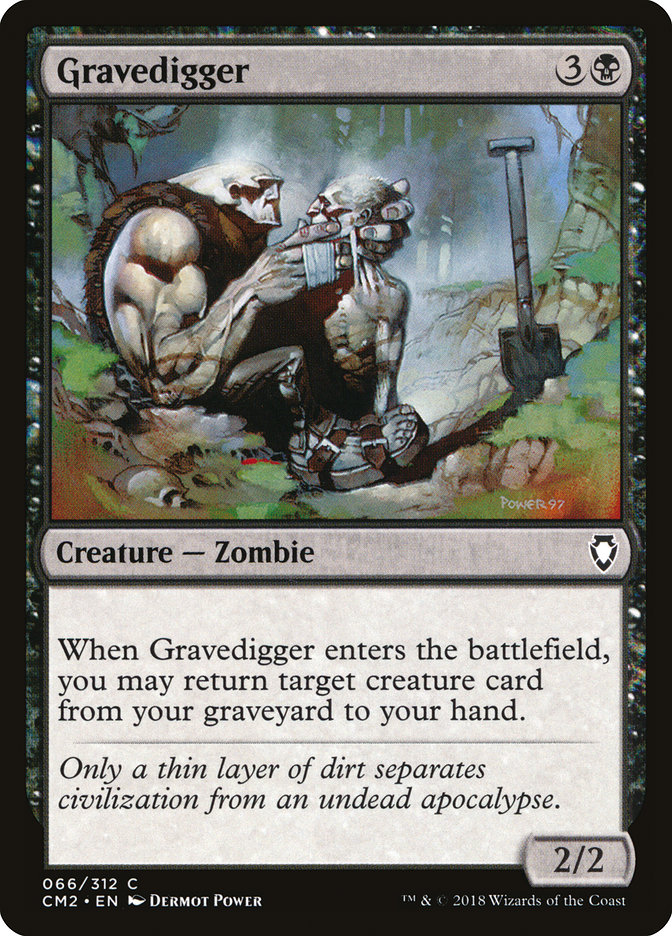 Gravedigger 3
POWER97
Creature — Zombie
When Gravedigger enters the battlefield,
you may return target creature card
from your graveyard to your hand.
Only a thin layer of dirt separates
civilization from an undead apocalypse.
2/2
066/312 C
CM2 • EN DERMOT POWER
™ & © 2018 Wizards of the Coast